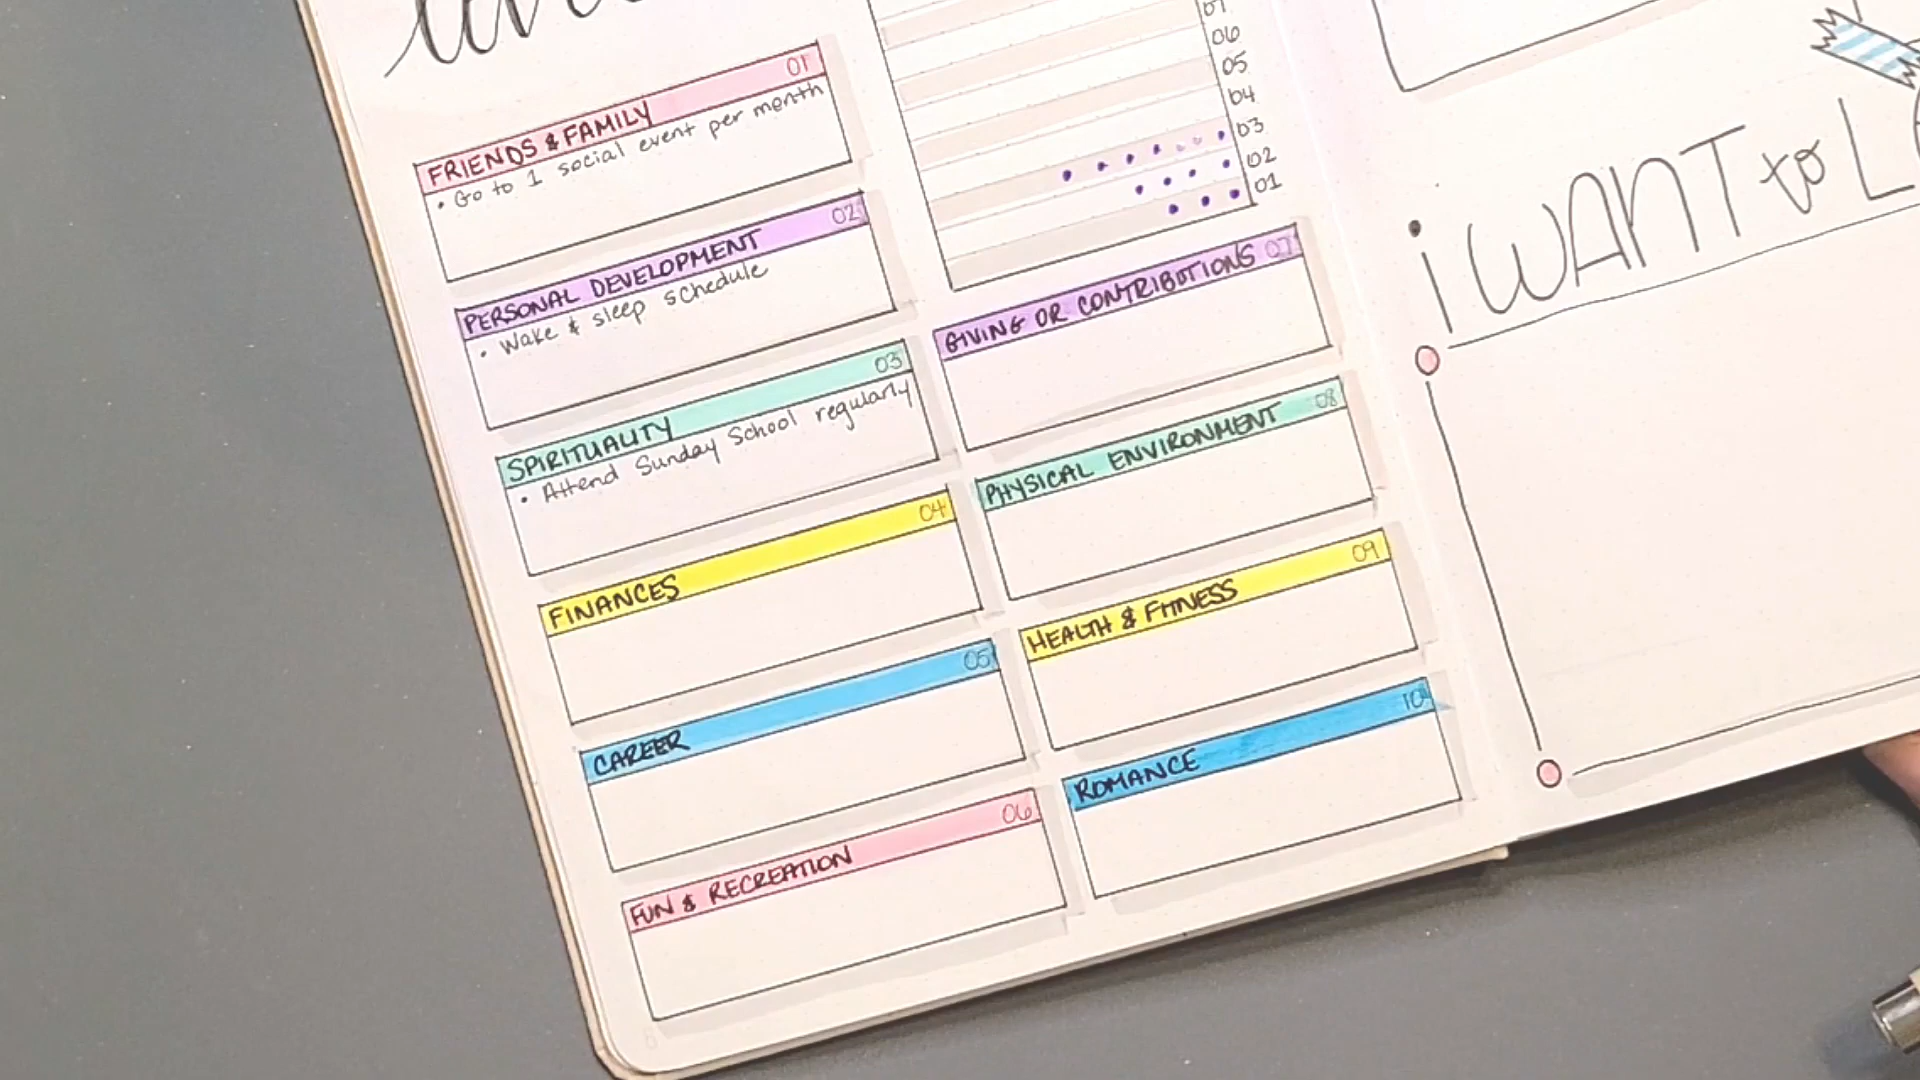 01
FRIENDS & FAMILY
• Go to 1 social event per month
02
PERSONAL DEVELOPMENT
• Wake & sleep schedule
03
SPIRITUALITY
• Attend Sunday School regularly
04
FINANCES
05
CAREER
06
FUN & RECREATION
07
06
05
04
03
02
01
GIVING OR CONTRIBUTIONS 07
PHYSICAL ENVIRONMENT 08
09
HEALTH & FITNESS
10
ROMANCE
i WANT to